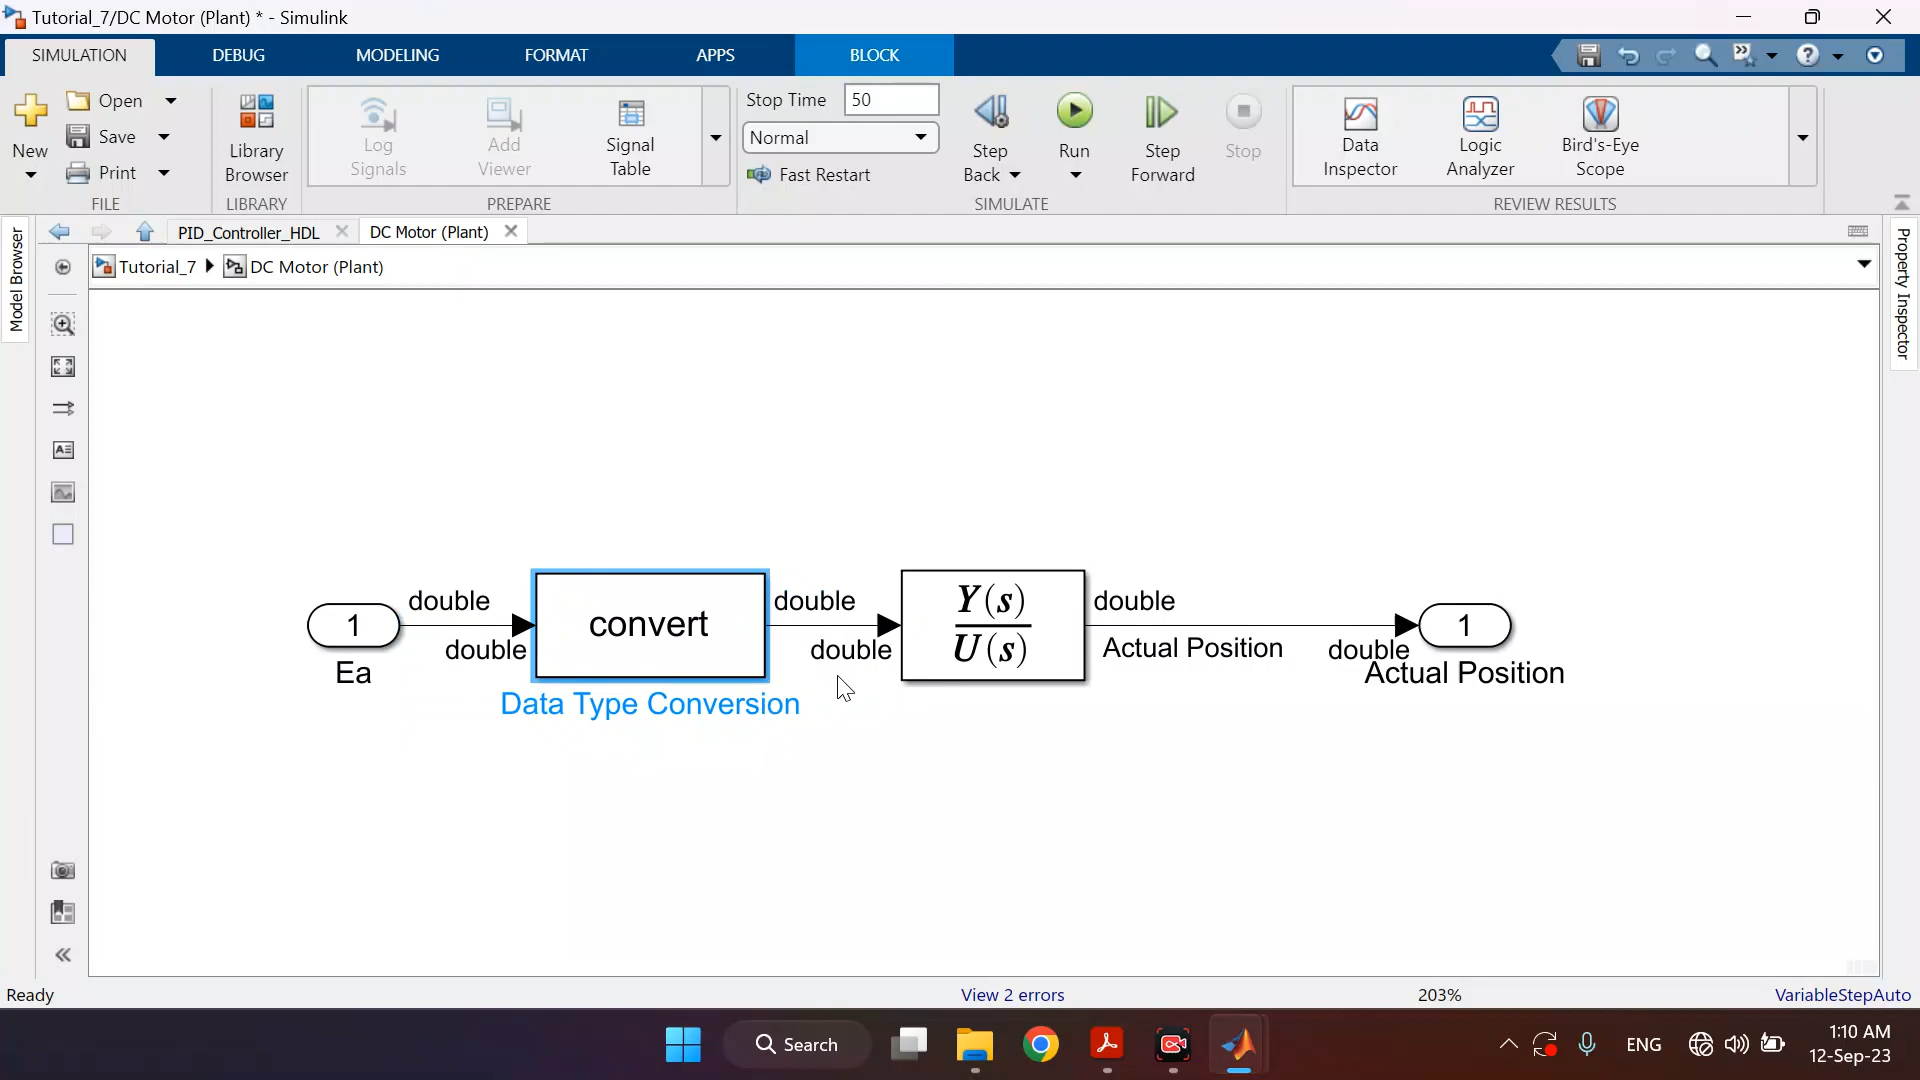 Tutorial_7/DC Motor (Plant) * - Simulink
SIMULATION DEBUG MODELING FORMAT APPS BLOCK
New
Open
Save
Print
FILE
Library Browser
LIBRARY
Log Signals
Add Viewer
Signal Table
PREPARE
Stop Time 50
Normal
Fast Restart
Step Back
Run
Step Forward
Stop
SIMULATE
Data Inspector
Logic Analyzer
Bird's-Eye Scope
REVIEW RESULTS
Model Browser
PID_Controller_HDL
DC Motor (Plant)
Tutorial_7 DC Motor (Plant)
Property Inspector
1
Ea
double
double
convert
Data Type Conversion
double
double
Y(s)
U(s)
double
Actual Position
double
1
Actual Position
Ready
View 2 errors
203%
VariableStepAuto
Search
ENG
1:10 AM
12-Sep-23